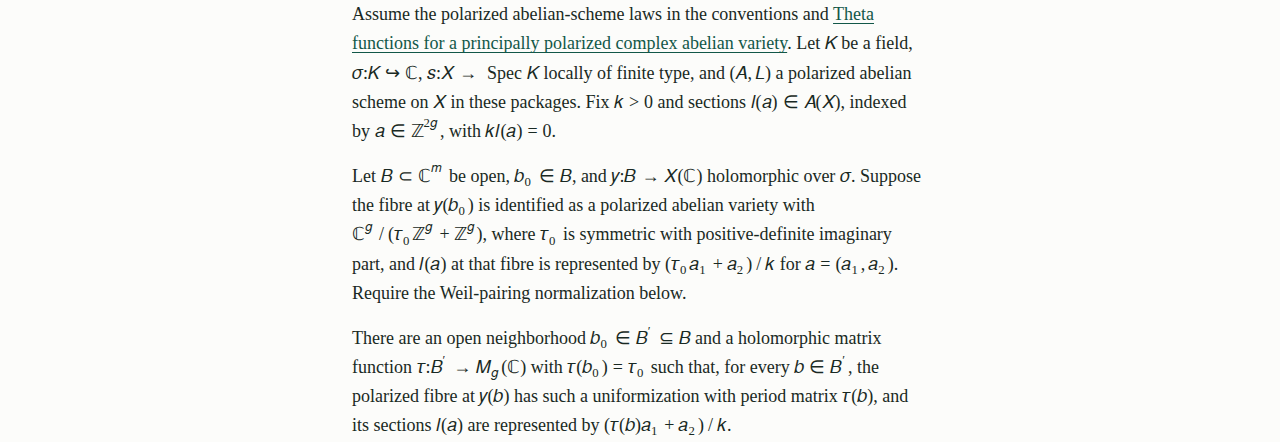 Assume the polarized abelian-scheme laws in the conventions and Theta
functions for a principally polarized complex abelian variety. Let K be a field,
σ:K ↪ ℂ, s:X → Spec K locally of finite type, and (A, L) a polarized abelian
scheme on X in these packages. Fix k > 0 and sections l(a) ∈ A(X), indexed
by a ∈ ℤ^{2g}, with kl(a) = 0.
Let B ⊂ ℂ^m be open, b_0 ∈ B, and y:B → X(ℂ) holomorphic over σ. Suppose
the fibre at y(b_0) is identified as a polarized abelian variety with
ℂ^g / (τ_0ℤ^g + ℤ^g), where τ_0 is symmetric with positive-definite imaginary
part, and l(a) at that fibre is represented by (τ_0a_1 + a_2) / k for a = (a_1, a_2).
Require the Weil-pairing normalization below.
There are an open neighborhood b_0 ∈ B′ ⊆ B and a holomorphic matrix
function τ:B′ → M_g(ℂ) with τ(b_0) = τ_0 such that, for every b ∈ B′, the
polarized fibre at y(b) has such a uniformization with period matrix τ(b), and
its sections l(a) are represented by (τ(b)a_1 + a_2) / k.